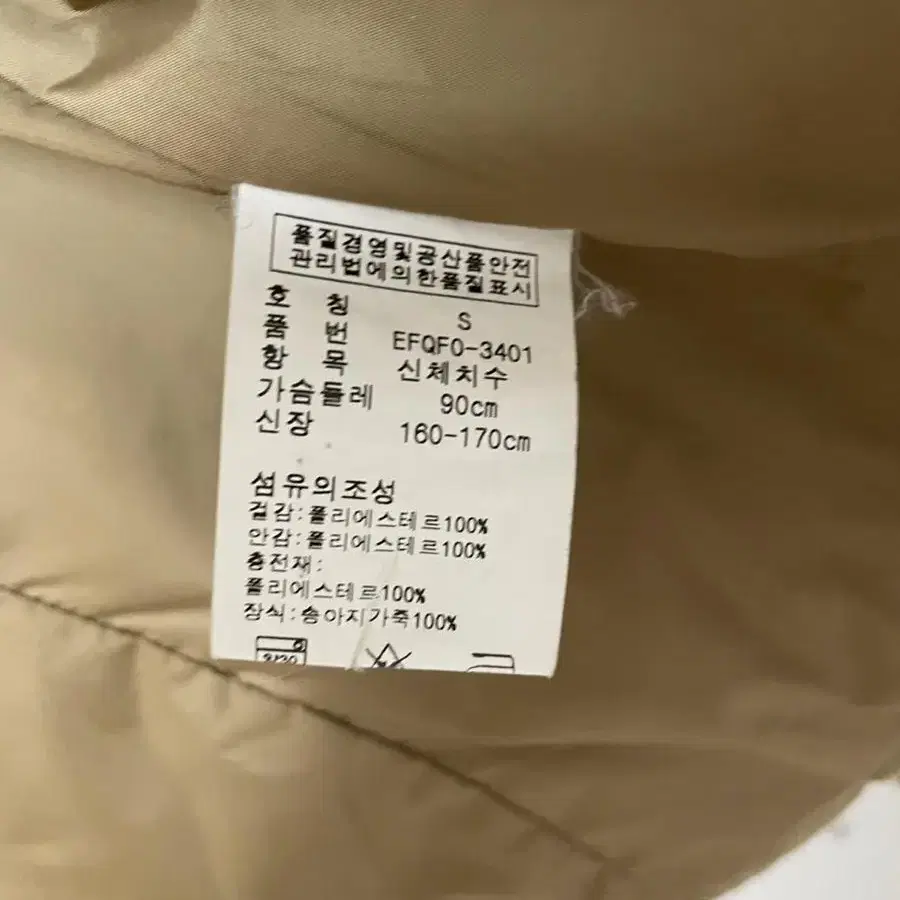 품질경영및공산품안전
관리법에의한품질표시
호 칭 S
품 번 EFQF0-3401
항 목 신체치수
가슴둘레 90cm
신장 160-170cm
섬유의조성
겉감:폴리에스테르100%
안감:폴리에스테르100%
충전재:
폴리에스테르100%
장식:송아지가죽100%